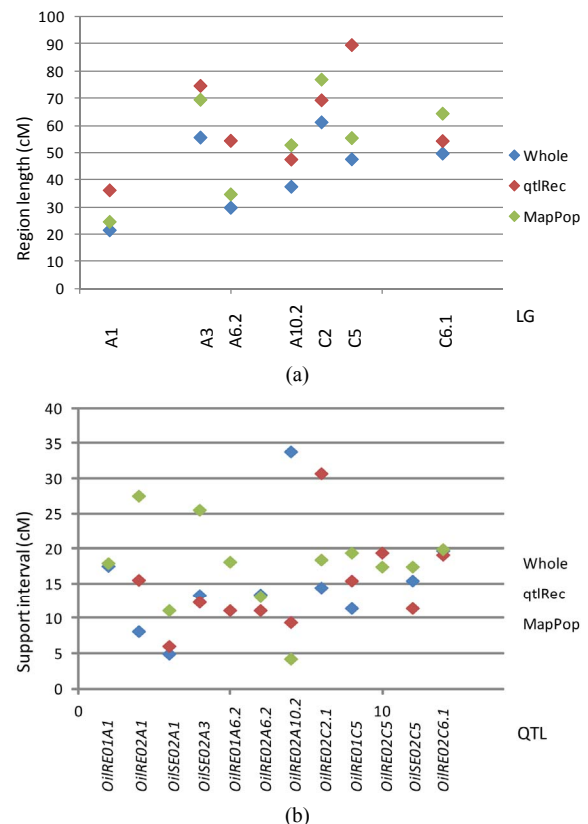 100
90
80
70
60
50
40
30
20
10
0
Region length (cM)
A1
A3
A6.2
A10.2
C2
C5
C6.1
LG
Whole
qtlRec
MapPop
(a)
40
35
30
25
20
15
10
5
0
Support interval (cM)
0
10
OilRE01A1
OilRE02A1
OilSE02A1
OilSE02A3
OilRE01A6.2
OilRE02A6.2
OilRE02A10.2
OilRE02C2.1
OilRE01C5
OilRE02C5
OilSE02C5
OilRE02C6.1
QTL
Whole
qtlRec
MapPop
(b)